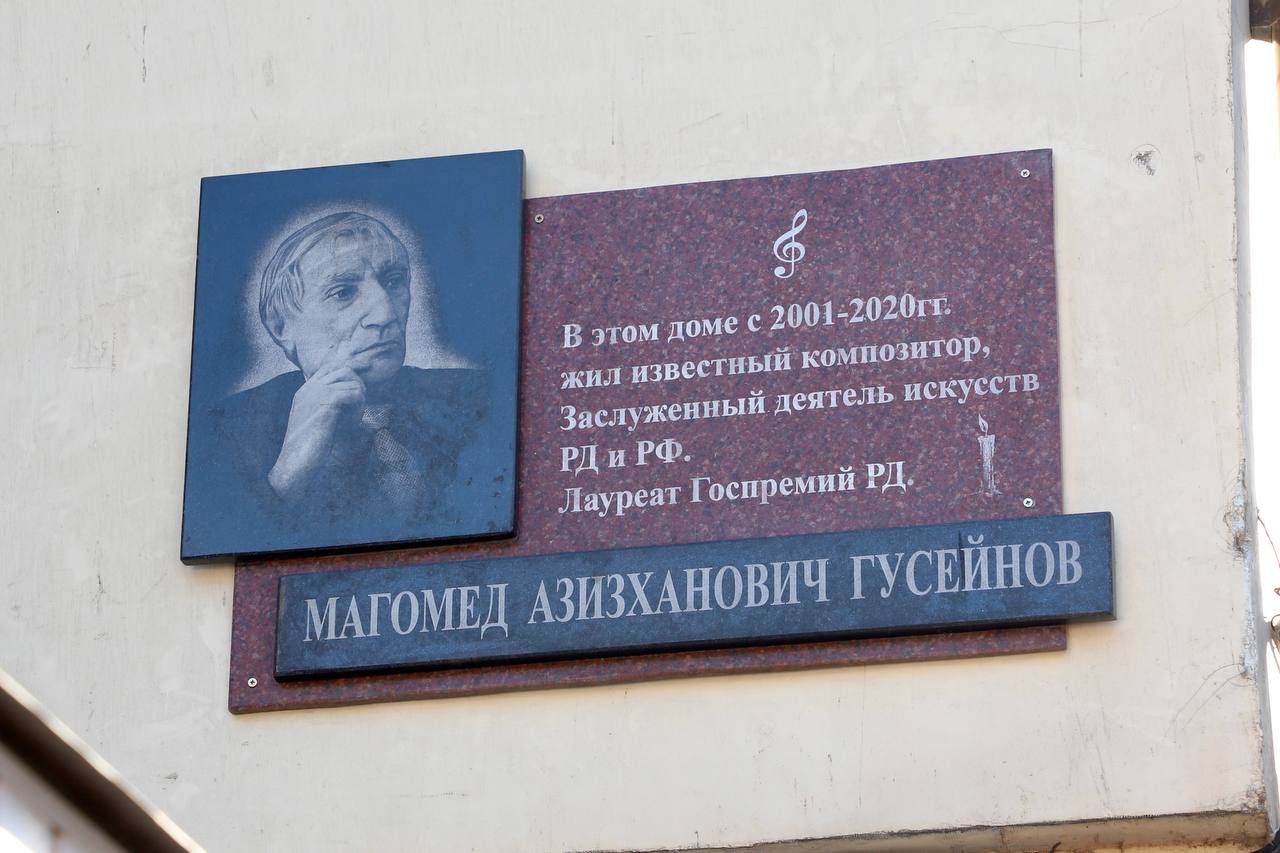 В этом доме с 2001-2020гг.
жил известный композитор,
Заслуженный деятель искусств
РД и РФ.
Лауреат Госпремий РД.
МАГОМЕД АЗИЗХАНОВИЧ ГУСЕЙНОВ